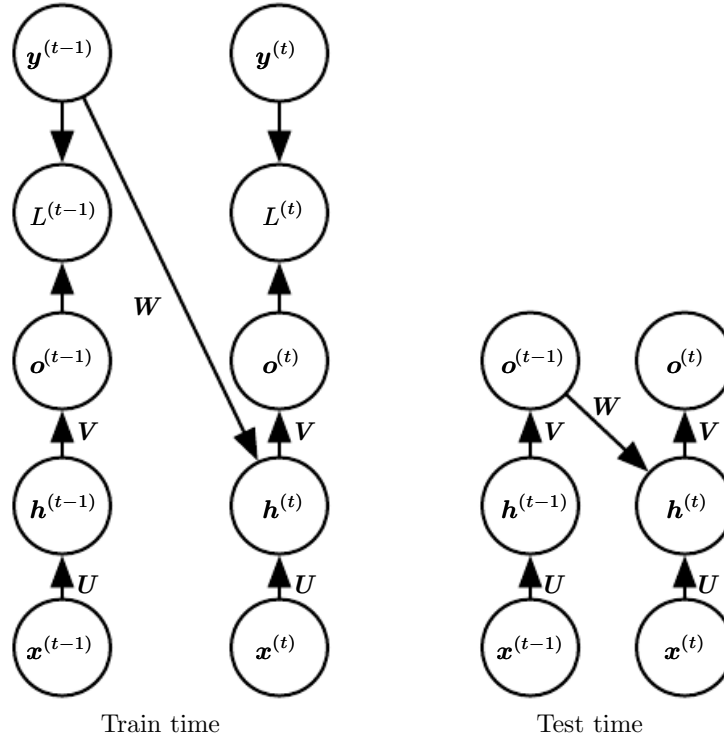 y^(t−1) y^(t)
L^(t−1) L^(t)
W
o^(t−1) o^(t) o^(t−1) o^(t)
W
V V V V
h^(t−1) h^(t) h^(t−1) h^(t)
U U U U
x^(t−1) x^(t) x^(t−1) x^(t)
Train time Test time